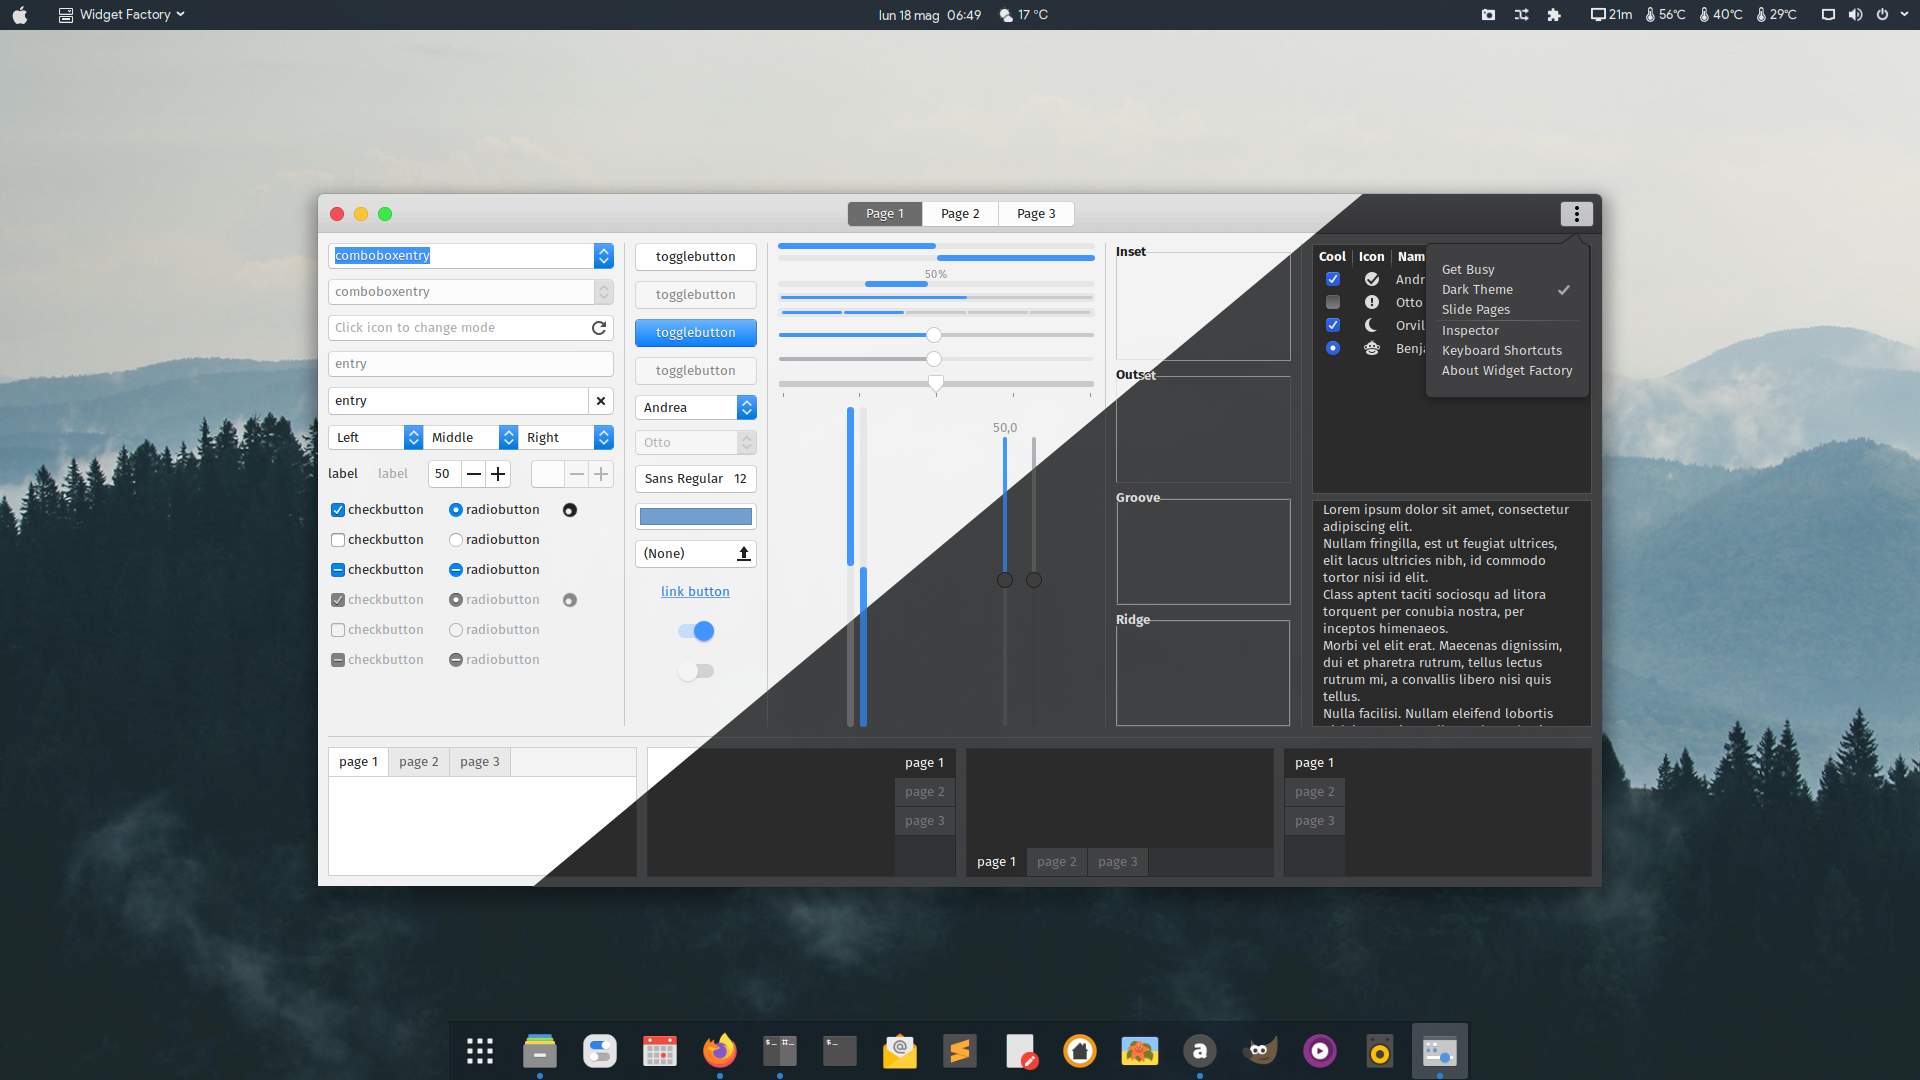 Widget Factory
lun 18 mag 06:49
17 °C
21m
56°C
40°C
29°C
Page 1
Page 2
Page 3
comboboxentry
comboboxentry
Click icon to change mode
entry
entry
Left
Middle
Right
label
label
50
checkbutton
radiobutton
checkbutton
radiobutton
checkbutton
radiobutton
checkbutton
radiobutton
checkbutton
radiobutton
checkbutton
radiobutton
togglebutton
togglebutton
togglebutton
togglebutton
Andrea
Otto
Sans Regular 12
(None)
link button
50%
50,0
Inset
Outset
Groove
Ridge
Cool
Icon
Nam
Andr
Otto
Orvil
Benj
Get Busy
Dark Theme
Slide Pages
Inspector
Keyboard Shortcuts
About Widget Factory
Lorem ipsum dolor sit amet, consectetur
adipiscing elit.
Nullam fringilla, est ut feugiat ultrices,
elit lacus ultricies nibh, id commodo
tortor nisi id elit.
Class aptent taciti sociosqu ad litora
torquent per conubia nostra, per
inceptos himenaeos.
Morbi vel elit erat. Maecenas dignissim,
dui et pharetra rutrum, tellus lectus
rutrum mi, a convallis libero nisi quis
tellus.
Nulla facilisi. Nullam eleifend lobortis
page 1
page 2
page 3
page 1
page 2
page 3
page 1
page 2
page 3
page 1
page 2
page 3